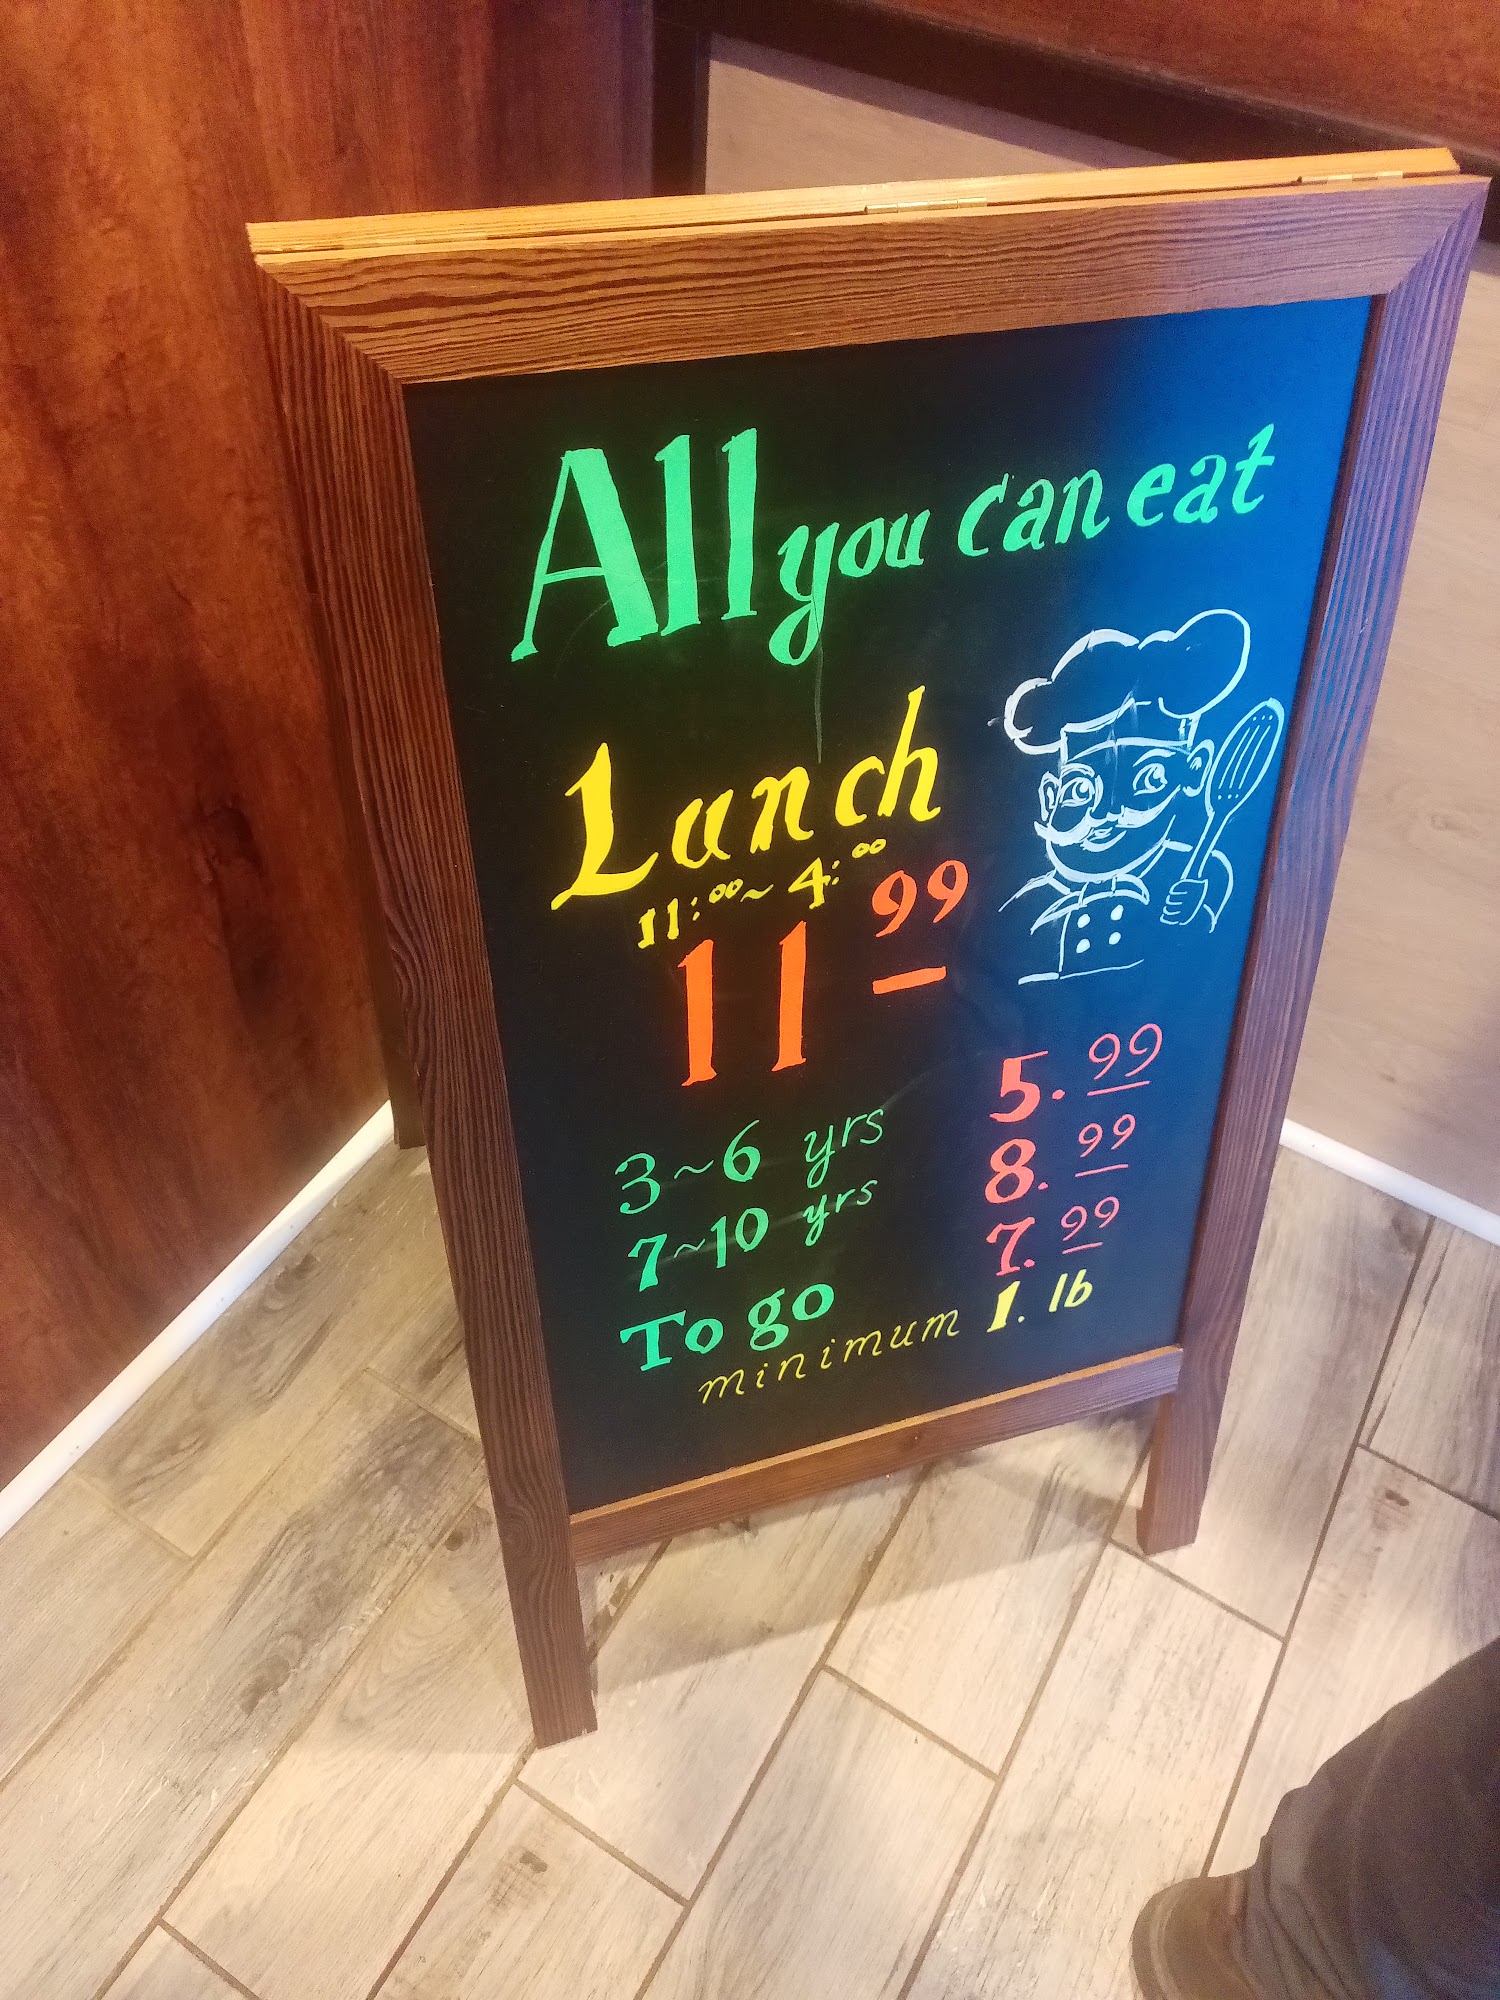 All you can eat
Lunch
11:00~4:00
11 99
3~6 yrs 5.99
7~10 yrs 8.99
To go 7.99
minimum 1. lb